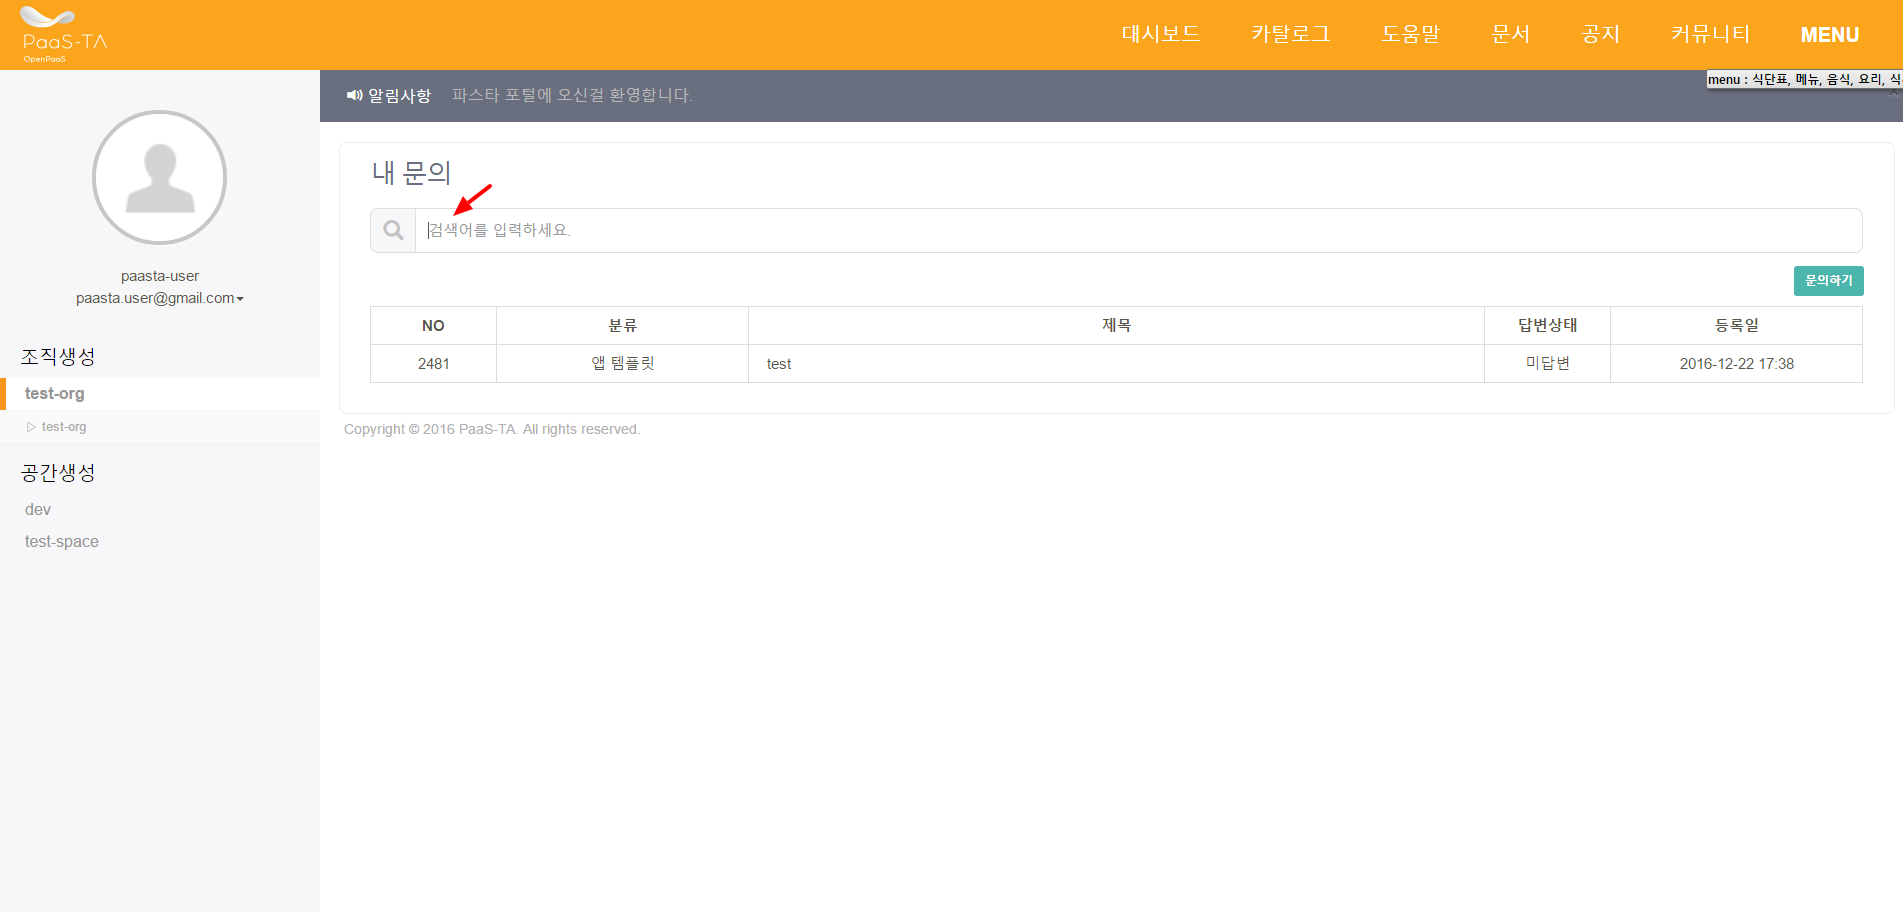 PaaS-TA
OpenPaaS
대시보드 카탈로그 도움말 문서 공지 커뮤니티 MENU
menu : 식단표, 메뉴, 음식, 요리,
알림사항 파스타 포털에 오신걸 환영합니다.
paasta-user
paasta.user@gmail.com
조직생성
test-org
test-org
공간생성
dev
test-space
내 문의
검색어를 입력하세요.
문의하기
NO 분류 제목 답변상태 등록일
2481 앱 템플릿 test 미답변 2016-12-22 17:38
Copyright © 2016 PaaS-TA. All rights reserved.